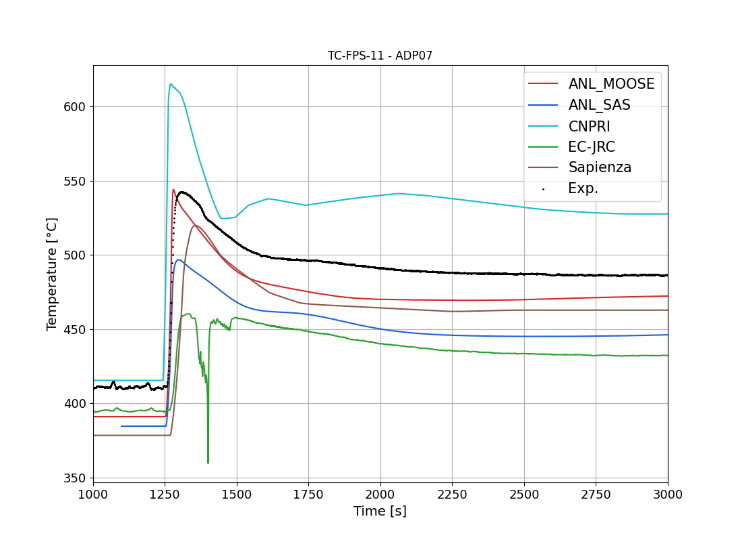 TC-FPS-11 - ADP07
Temperature [°C]
600
550
500
450
400
350
ANL_MOOSE
ANL_SAS
CNPRI
EC-JRC
Sapienza
Exp.
1000 1250 1500 1750 2000 2250 2500 2750 3000
Time [s]